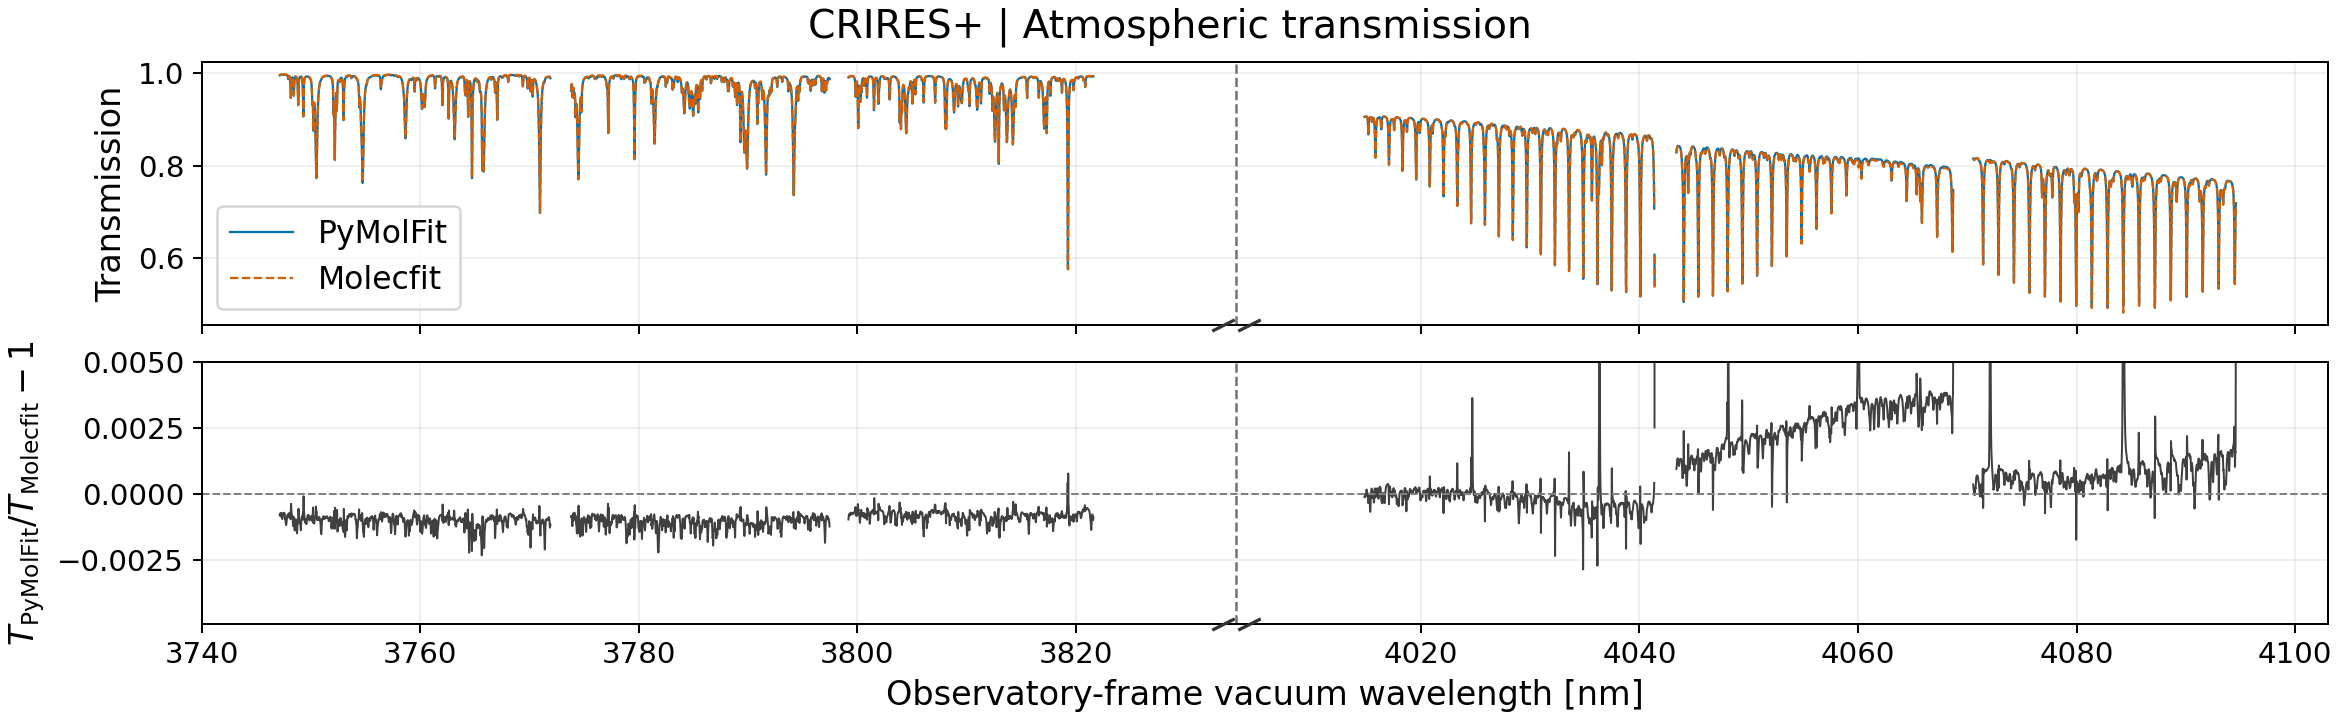 CRIRES+ | Atmospheric transmission
Transmission
1.0
0.8
0.6
PyMolFit
Molecfit
T_PyMolFit/T_Molecfit − 1
0.0050
0.0025
0.0000
−0.0025
3740 3760 3780 3800 3820 4020 4040 4060 4080 4100
Observatory-frame vacuum wavelength [nm]